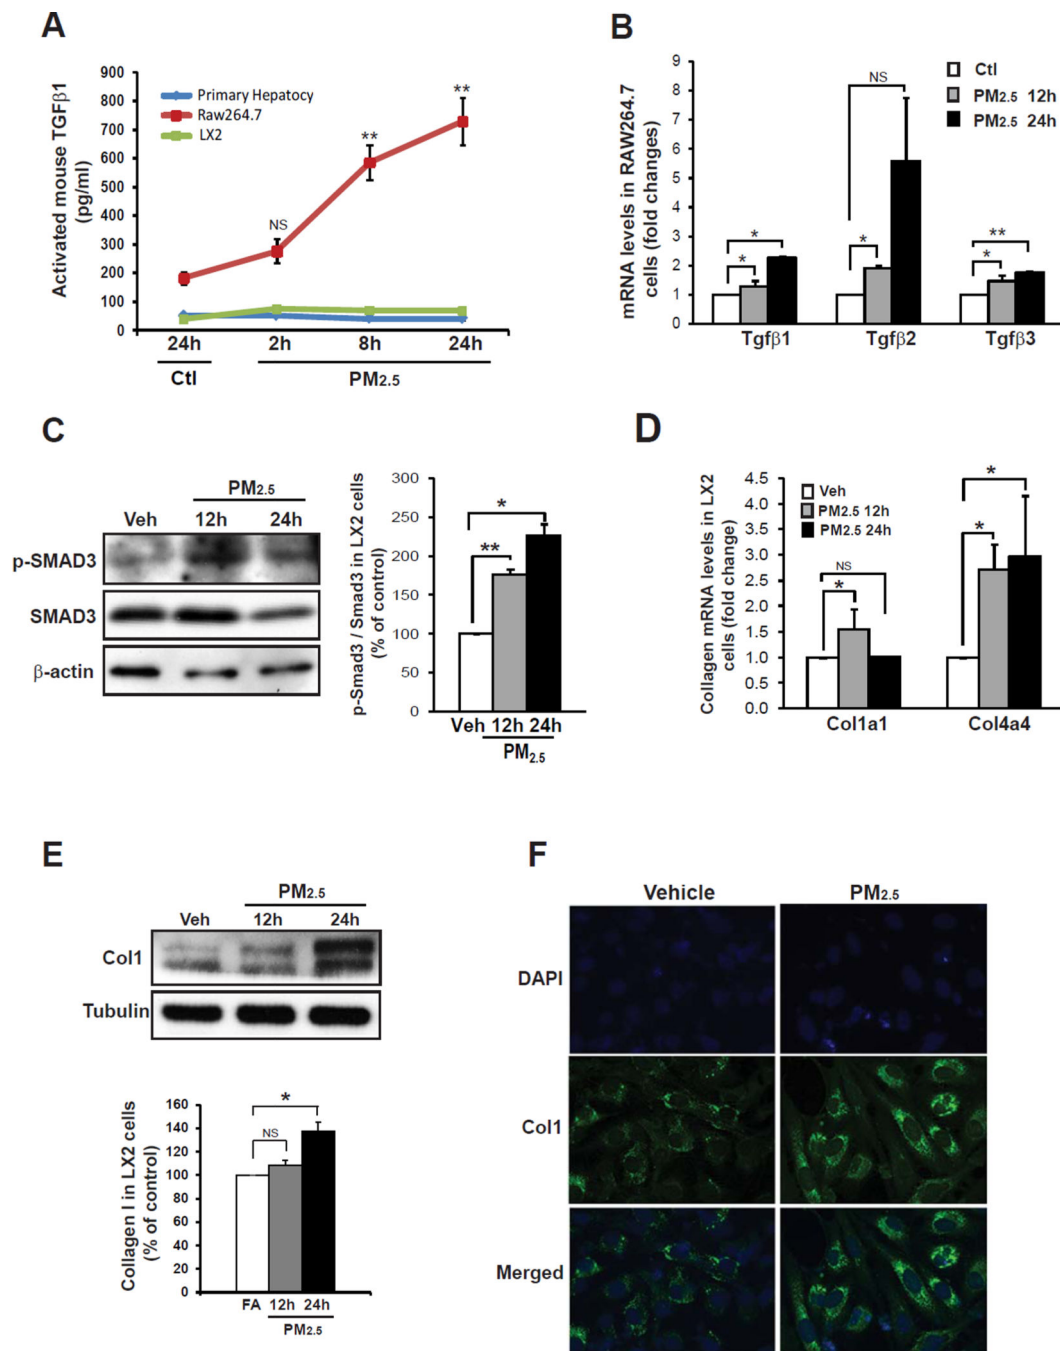 A
Activated mouse TGFβ1
(pg/ml)
900
800
700
600
500
400
300
200
100
0
Primary Hepatocy
Raw264.7
LX2
NS
**
**
24h
2h
8h
24h
Ctl
PM2.5
B
mRNA levels in RAW264.7
cells (fold changes)
9
8
7
6
5
4
3
2
1
0
NS
Ctl
PM2.5 12h
PM2.5 24h
*
*
*
**
*
Tgfβ1
Tgfβ2
Tgfβ3
C
PM2.5
Veh
12h
24h
p-SMAD3
SMAD3
β-actin
p-Smad3 / Smad3 in LX2 cells
(% of control)
300
250
200
150
100
50
0
*
**
Veh 12h 24h
PM2.5
D
Collagen mRNA levels in LX2
cells (fold change)
4.5
4.0
3.5
3.0
2.5
2.0
1.5
1.0
0.5
0.0
Veh
PM2.5 12h
PM2.5 24h
NS
*
*
*
Col1a1
Col4a4
E
PM2.5
Veh
12h
24h
Col1
Tubulin
Collagen I in LX2 cells
(% of control)
160
140
120
100
80
60
40
20
0
*
NS
FA
12h
24h
PM2.5
F
Vehicle
PM2.5
DAPI
Col1
Merged